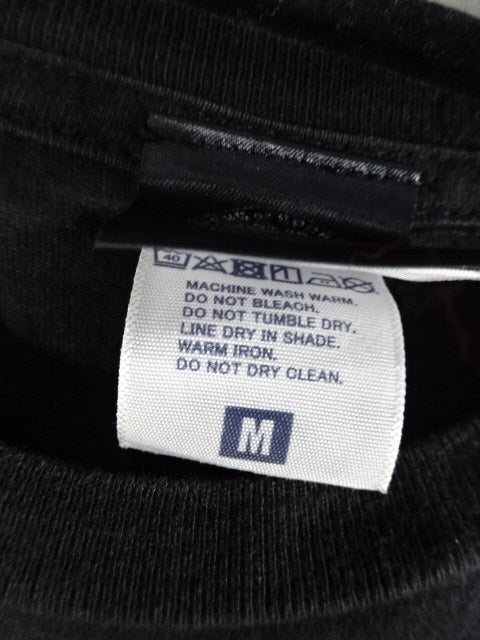 40
MACHINE WASH WARM.
DO NOT BLEACH.
DO NOT TUMBLE DRY.
LINE DRY IN SHADE.
WARM IRON.
DO NOT DRY CLEAN.
M